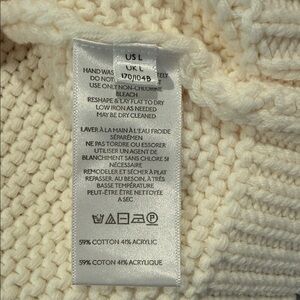 US L
UK L
170/104B
HAND WAS ELY
DO NOT
USE ONLY NON-CHLORINE
BLEACH
RESHAPE & LAY FLAT TO DRY
LOW IRON AS NEEDED
MAY BE DRY CLEANED
LAVER À LA MAIN À L'EAU FROIDE
SÉPARÉMEN
NE PAS TORDRE OU ESSORER
UTILISER UN AGENT DE
BLANCHIMENT SANS CHLORE SI
NÉCESSAIRE
REMODELER ET SÉCHER À PLAT
REPASSER, AU BESOIN, À TRÈS
BASSE TEMPÉRATURE
PEUT-ÊTRE ÊTRE NETTOYÉ
A SEC
59% COTTON 41% ACRYLIC
59% COTON 41% ACRYLIQUE